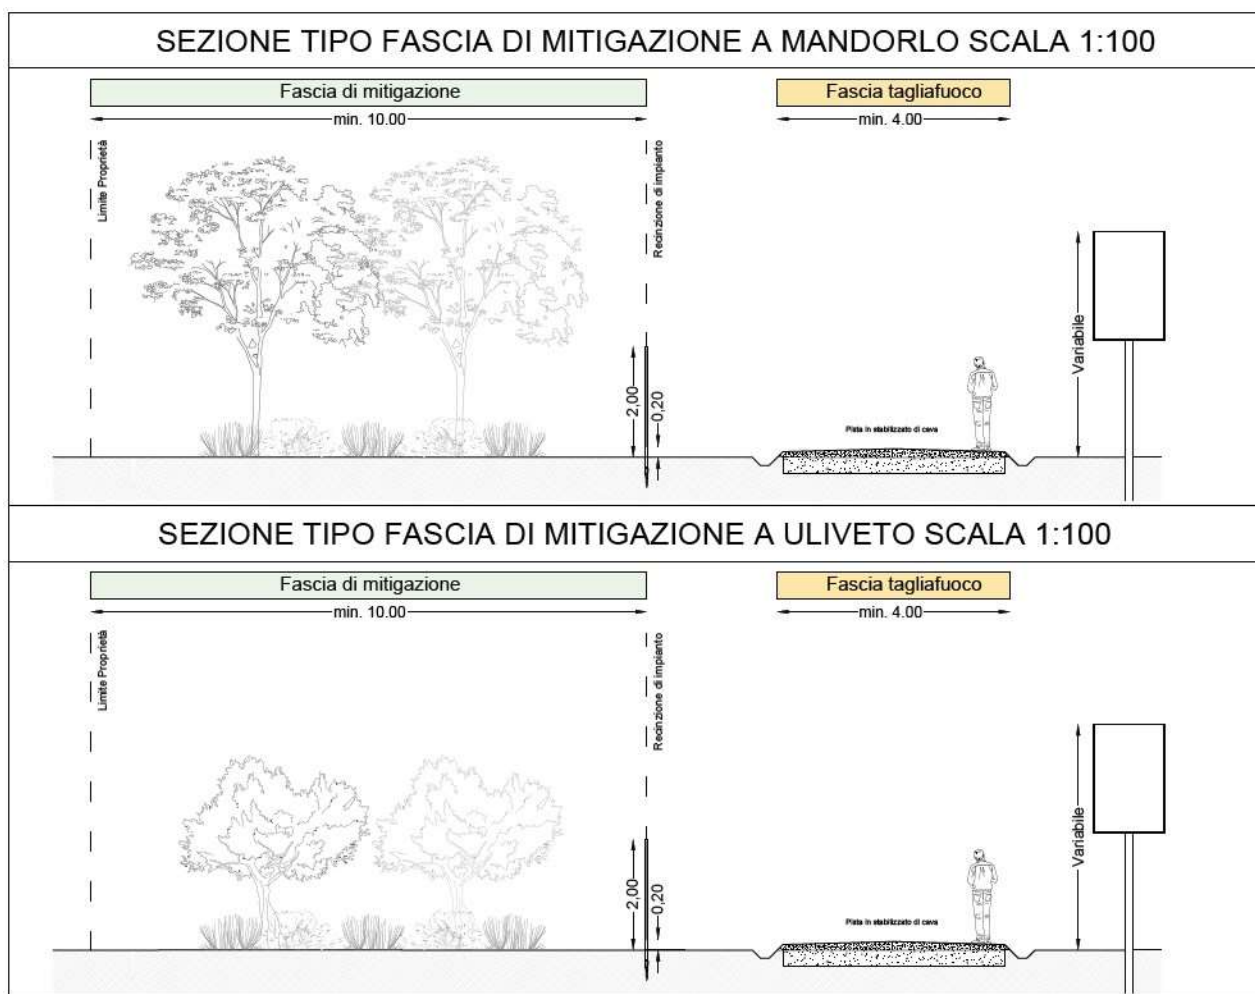 SEZIONE TIPO FASCIA DI MITIGAZIONE A MANDORLO SCALA 1:100
Fascia di mitigazione
Fascia tagliafuoco
min. 10.00
min. 4.00
Limite Proprietà
Recinzione di impianto
Variabile
2,00
0,20
Pista in stabilizzato di cava
SEZIONE TIPO FASCIA DI MITIGAZIONE A ULIVETO SCALA 1:100
Fascia di mitigazione
Fascia tagliafuoco
min. 10.00
min. 4.00
Limite Proprietà
Recinzione di impianto
Variabile
2,00
0,20
Pista in stabilizzato di cava